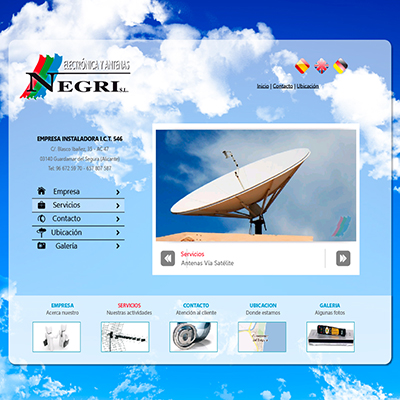 ELECTRÓNICA Y ANTENAS
NEGRI S.L.
Inicio | Contacto | Ubicación
EMPRESA INSTALADORA I.C.T. 546
C/ Blasco Ibáñez, 33 - AC 47
03140 Guardamar del Segura (Alicante)
Tel. 96 672 59 70 - 637 807 587
Empresa
Servicios
Contacto
Ubicación
Galería
Servicios
Antenas Vía Satélite
EMPRESA
Acerca nuestro
SERVICIOS
Nuestras actividades
CONTACTO
Atención al cliente
UBICACION
Donde estamos
GALERIA
Algunas fotos